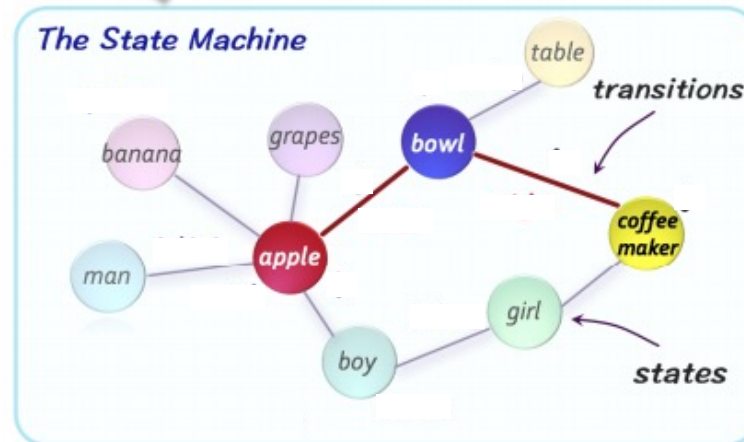 The State Machine
table
transitions
grapes
bowl
banana
coffee
maker
apple
man
girl
boy
states